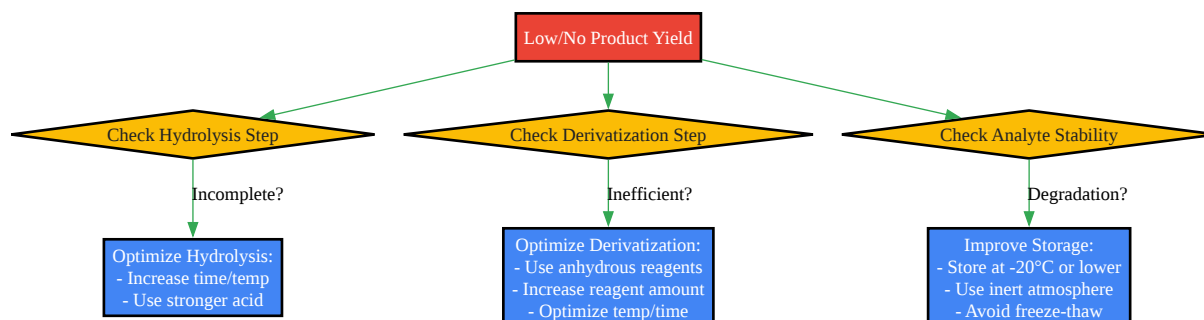 Low/No Product Yield
Check Hydrolysis Step
Check Derivatization Step
Check Analyte Stability
Incomplete?
Inefficient?
Degradation?
Optimize Hydrolysis:
- Increase time/temp
- Use stronger acid
Optimize Derivatization:
- Use anhydrous reagents
- Increase reagent amount
- Optimize temp/time
Improve Storage:
- Store at -20°C or lower
- Use inert atmosphere
- Avoid freeze-thaw